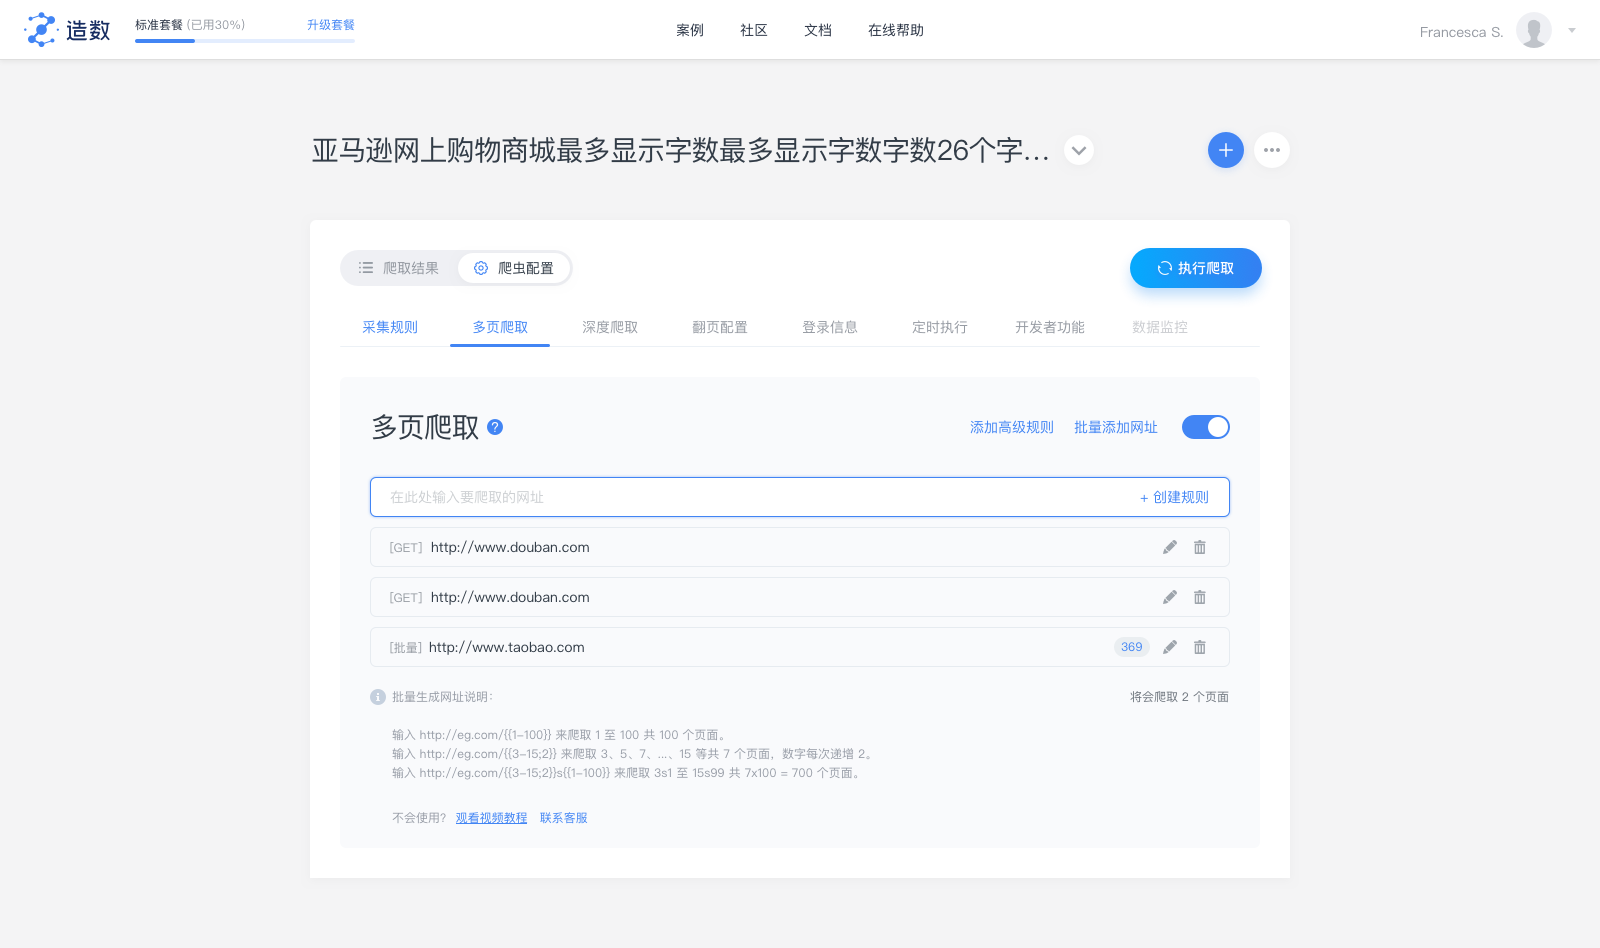 造数
标准套餐 (已用30%) 升级套餐
案例 社区 文档 在线帮助
Francesca S.
亚马逊网上购物商城最多显示字数最多显示字数字数26个字...
爬取结果 爬虫配置 执行爬取
采集规则 多页爬取 深度爬取 翻页配置 登录信息 定时执行 开发者功能 数据监控
多页爬取 ? 添加高级规则 批量添加网址
在此处输入要爬取的网址 + 创建规则
[GET] http://www.douban.com
[GET] http://www.douban.com
[批量] http://www.taobao.com 369
批量生成网址说明： 将会爬取 2 个页面
输入 http://eg.com/{{1-100}} 来爬取 1 至 100 共 100 个页面。
输入 http://eg.com/{{3-15;2}} 来爬取 3、5、7、...、15 等共 7 个页面，数字每次递增 2。
输入 http://eg.com/{{3-15;2}}s{{1-100}} 来爬取 3s1 至 15s99 共 7x100 = 700 个页面。
不会使用？ 观看视频教程 联系客服